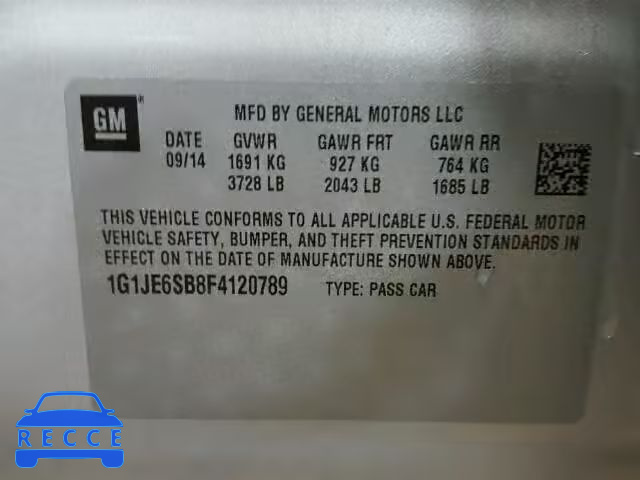 GM
MFD BY GENERAL MOTORS LLC
DATE GVWR GAWR FRT GAWR RR
09/14 1691 KG 927 KG 764 KG
3728 LB 2043 LB 1685 LB
THIS VEHICLE CONFORMS TO ALL APPLICABLE U.S. FEDERAL MOTOR
VEHICLE SAFETY, BUMPER, AND THEFT PREVENTION STANDARDS IN
EFFECT ON THE DATE OF MANUFACTURE SHOWN ABOVE.
1G1JE6SB8F4120789 TYPE: PASS CAR
RECCE